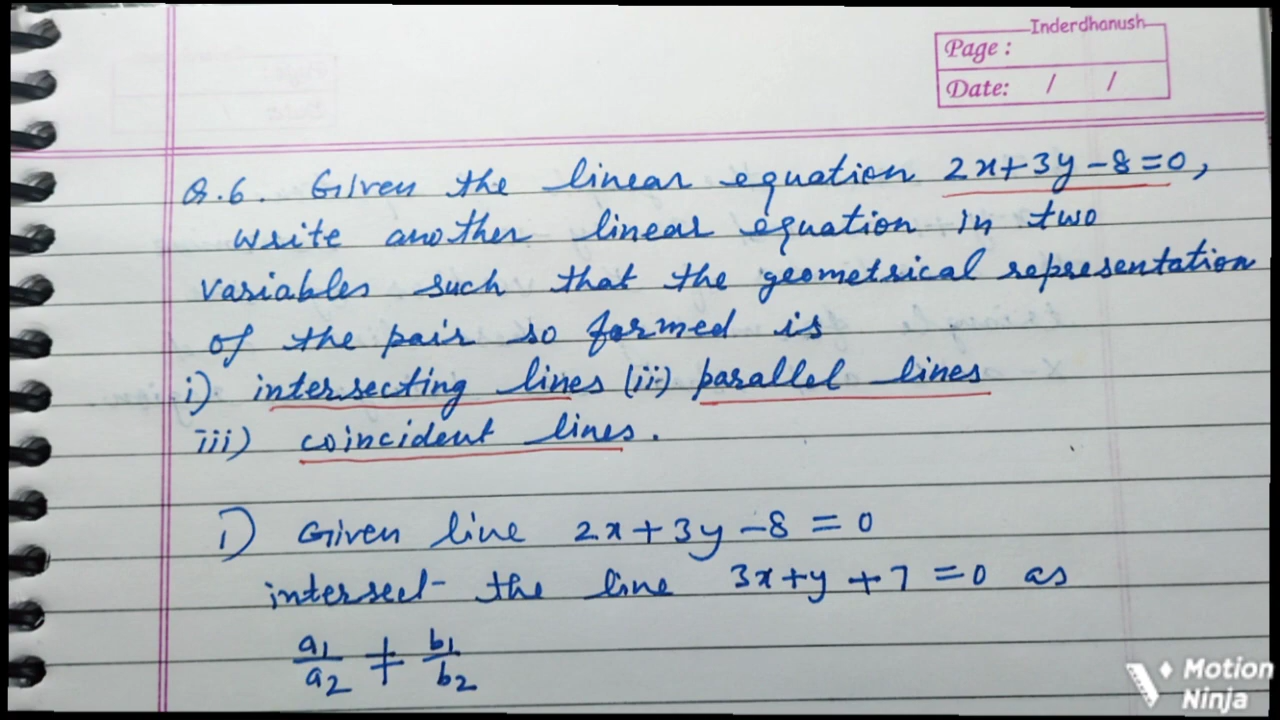 Inderdhanush
Page :
Date: / /
Q.6. Given the linear equation 2x+3y-8=0,
write another linear equation in two
variables such that the geometrical representation
of the pair so formed is
i) intersecting lines (ii) parallel lines
iii) coincident lines.
i) Given line 2x+3y-8=0
intersect the line 3x+y+7=0 as
a1/a2 ≠ b1/b2
Motion
Ninja